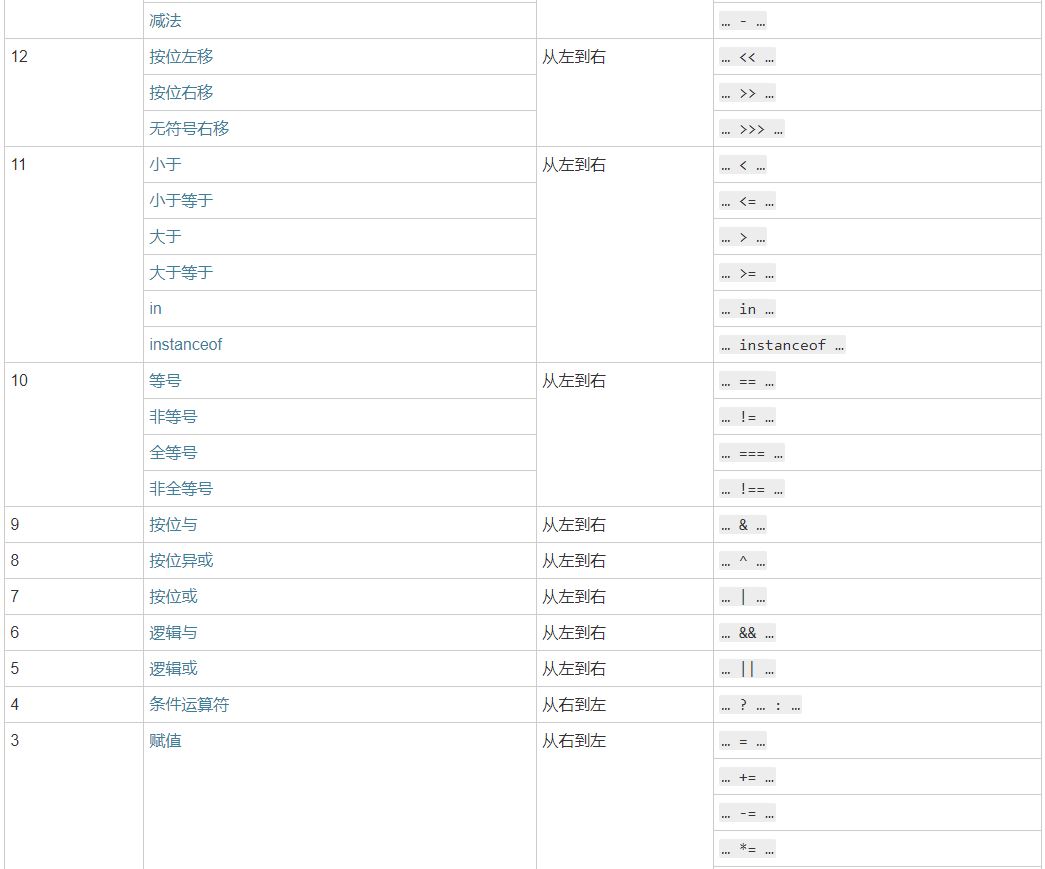 减法 … - …
12 按位左移 从左到右 … << …
按位右移 … >> …
无符号右移 … >>> …
11 小于 从左到右 … < …
小于等于 … <= …
大于 … > …
大于等于 … >= …
in … in …
instanceof … instanceof …
10 等号 从左到右 … == …
非等号 … != …
全等号 … === …
非全等号 … !== …
9 按位与 从左到右 … & …
8 按位异或 从左到右 … ^ …
7 按位或 从左到右 … | …
6 逻辑与 从左到右 … && …
5 逻辑或 从左到右 … || …
4 条件运算符 从右到左 … ? … : …
3 赋值 从右到左 … = …
… += …
… -= …
… *= …